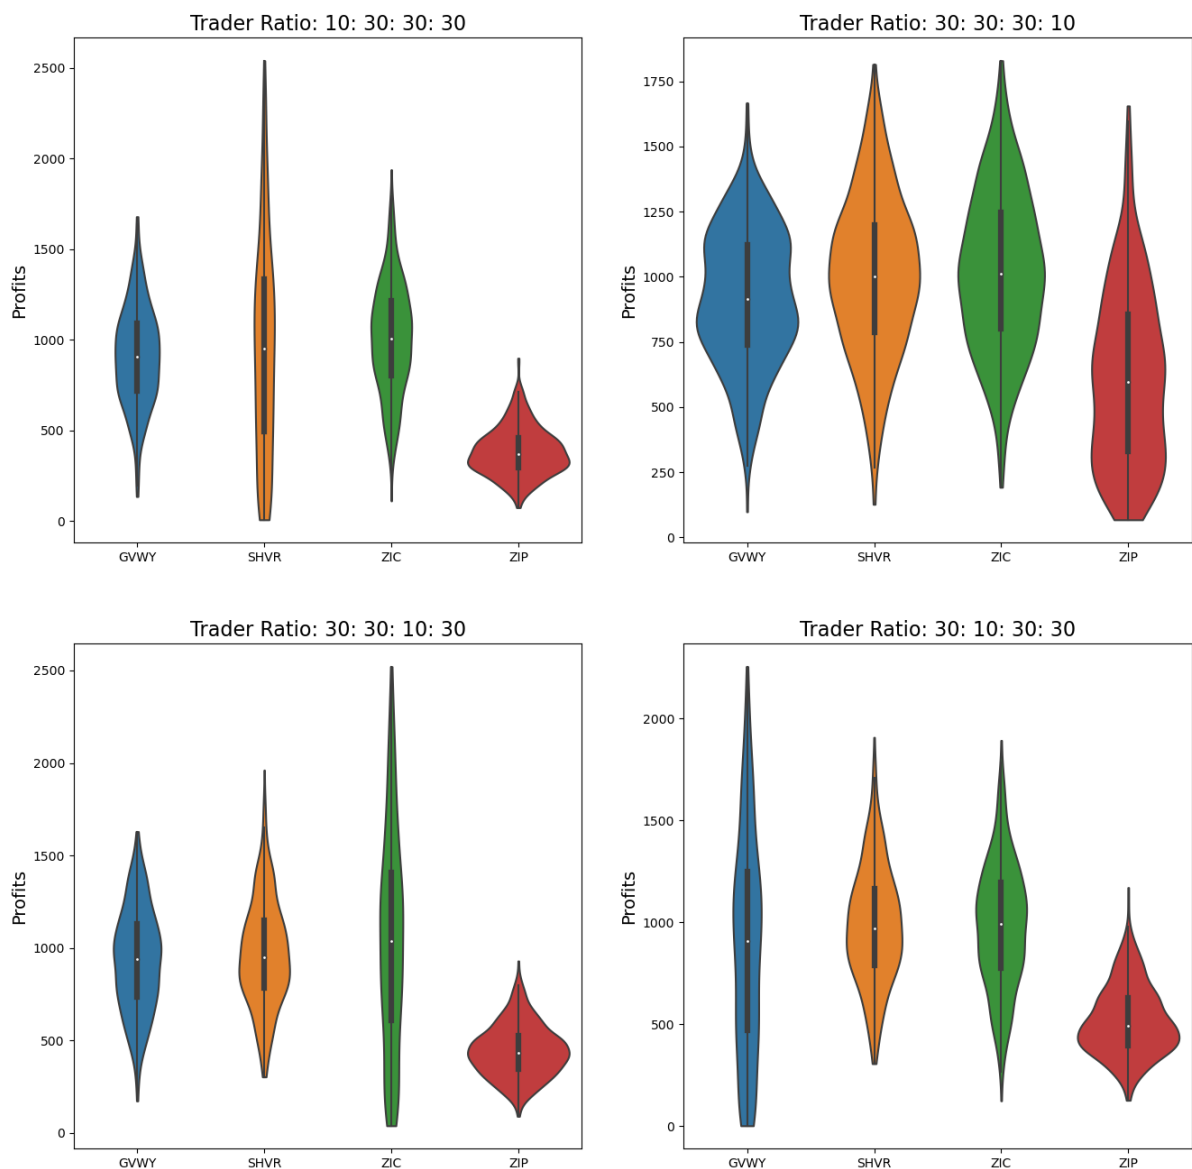 Trader Ratio: 10: 30: 30: 30
Profits
2500
2000
1500
1000
500
0
GVWY SHVR ZIC ZIP
Trader Ratio: 30: 30: 30: 10
Profits
1750
1500
1250
1000
750
500
250
0
GVWY SHVR ZIC ZIP
Trader Ratio: 30: 30: 10: 30
Profits
2500
2000
1500
1000
500
0
GVWY SHVR ZIC ZIP
Trader Ratio: 30: 10: 30: 30
Profits
2000
1500
1000
500
0
GVWY SHVR ZIC ZIP